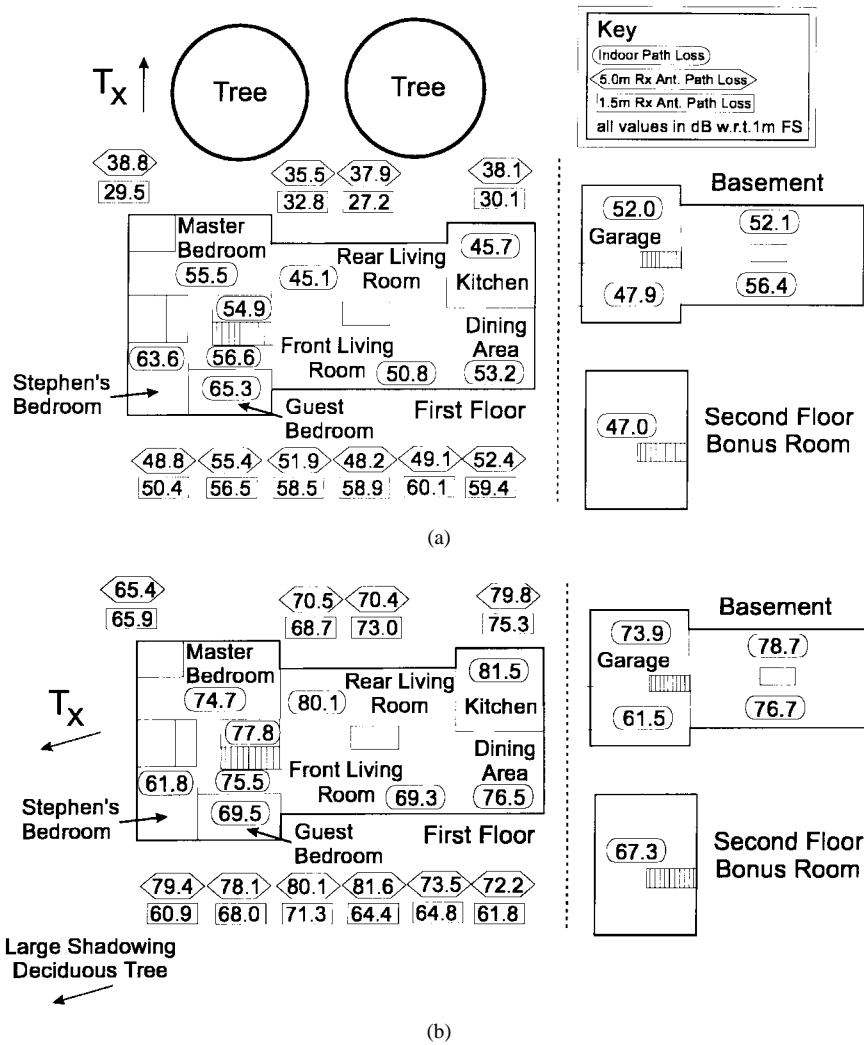 Key
Indoor Path Loss
5.0m Rx Ant. Path Loss
1.5m Rx Ant. Path Loss
all values in dB w.r.t.1m FS
TX
Tree
Tree
38.8
29.5
35.5
37.9
32.8
27.2
38.1
30.1
Master
Bedroom
55.5
45.1
Rear Living
Room
45.7
Kitchen
54.9
63.6
56.6
65.3
Front Living
Room
50.8
Dining
Area
53.2
Stephen's
Bedroom
Guest
Bedroom
First Floor
48.8
55.4
51.9
48.2
49.1
52.4
50.4
56.5
58.5
58.9
60.1
59.4
Basement
52.0
Garage
47.9
52.1
56.4
47.0
Second Floor
Bonus Room
(a)
65.4
65.9
70.5
70.4
68.7
73.0
79.8
75.3
TX
Master
Bedroom
74.7
80.1
Rear Living
Room
81.5
Kitchen
77.8
61.8
75.5
69.5
Front Living
Room
69.3
Dining
Area
76.5
Stephen's
Bedroom
Guest
Bedroom
First Floor
79.4
78.1
80.1
81.6
73.5
72.2
60.9
68.0
71.3
64.4
64.8
61.8
Large Shadowing
Deciduous Tree
Basement
73.9
Garage
61.5
78.7
76.7
67.3
Second Floor
Bonus Room
(b)